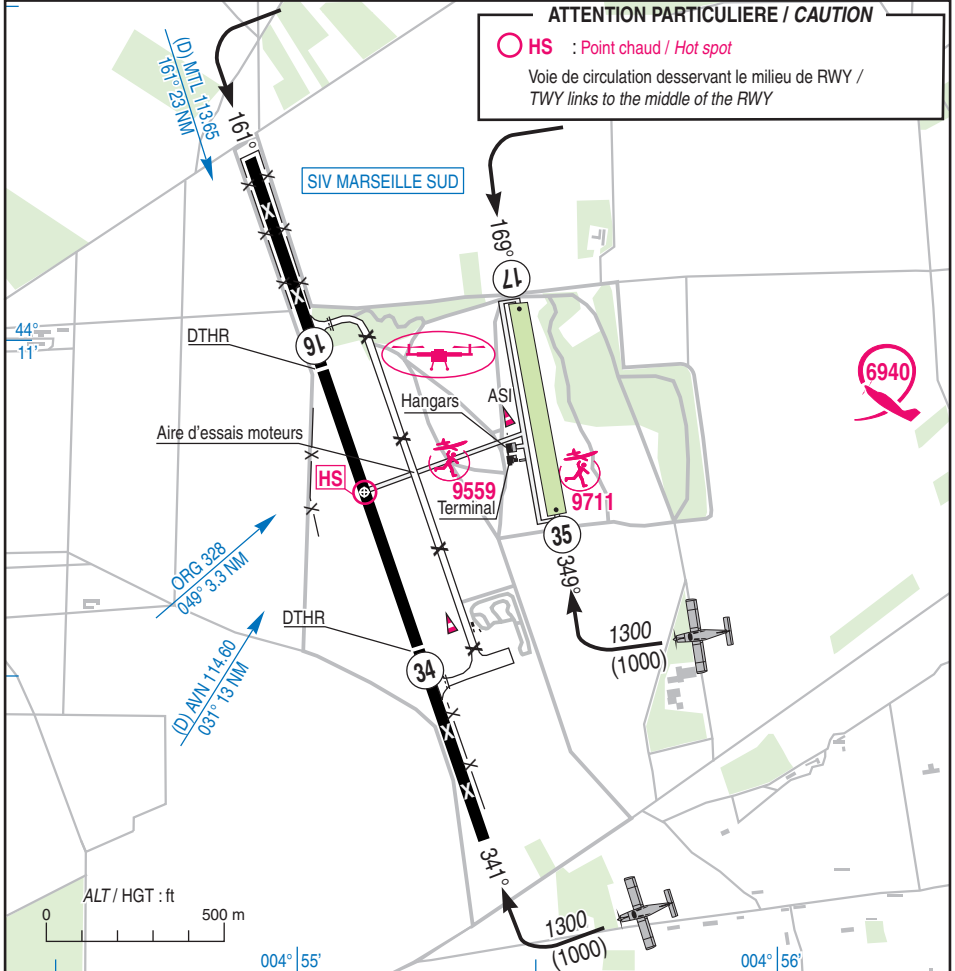 ATTENTION PARTICULIERE / CAUTION
HS : Point chaud / Hot spot
Voie de circulation desservant le milieu de RWY /
TWY links to the middle of the RWY
(D) MTL 113.65
161° 23 NM
161°
SIV MARSEILLE SUD
169°
17
44°
11'
DTHR
16
6940
Hangars
ASI
Aire d'essais moteurs
HS
9559
Terminal
9711
35
349°
ORG 328
049° 3.3 NM
DTHR
1300
(1000)
34
(D) AVN 114.60
031° 13 NM
341°
ALT / HGT : ft
0
500 m
1300
(1000)
004° 55'
004° 56'